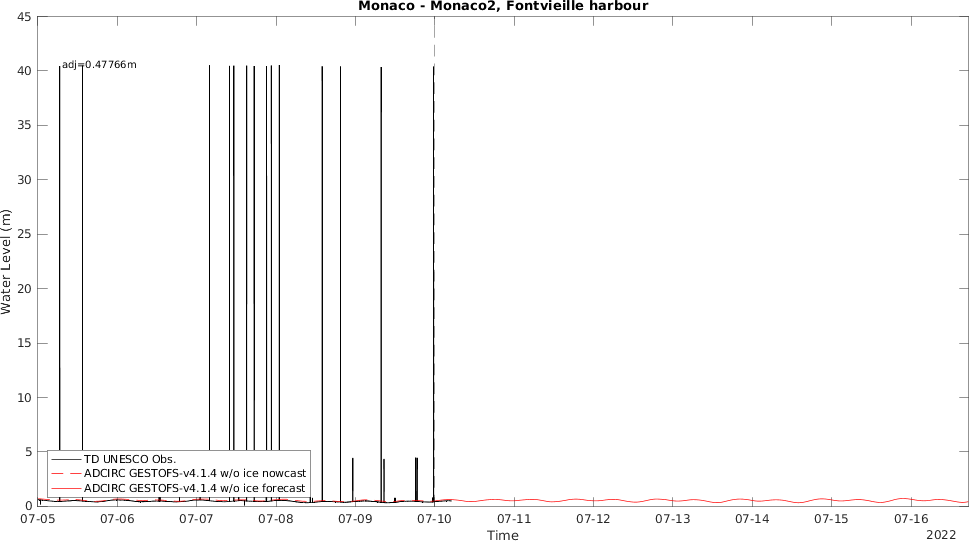 Monaco - Monaco2, Fontvieille harbour
45
40
35
30
25
20
15
10
5
0
Water Level (m)
adj=0.47766m
TD UNESCO Obs.
ADCIRC GESTOFS-v4.1.4 w/o ice nowcast
ADCIRC GESTOFS-v4.1.4 w/o ice forecast
07-05 07-06 07-07 07-08 07-09 07-10 07-11 07-12 07-13 07-14 07-15 07-16
Time
2022